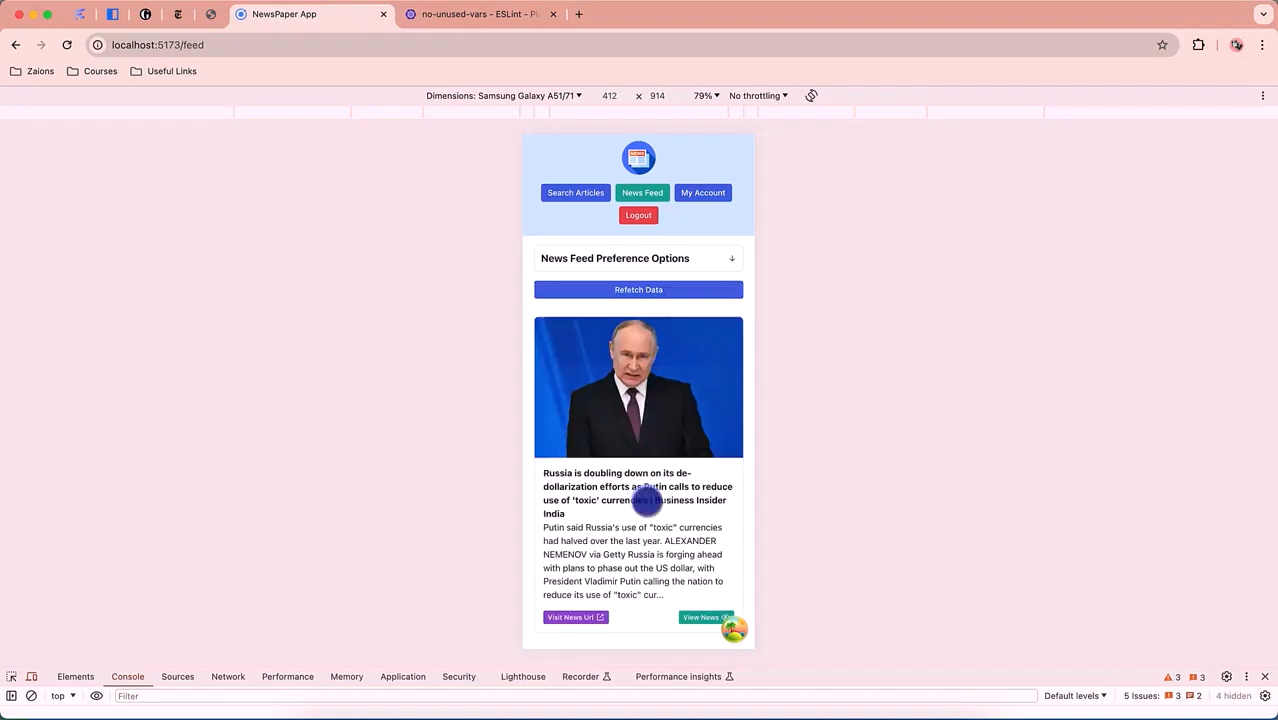 NewsPaper App
no-unused-vars - ESLint - Pl
localhost:5173/feed
Zaions
Courses
Useful Links
Dimensions: Samsung Galaxy A51/71 ▾ 412 × 914 79% ▾ No throttling ▾
NEWS
Search Articles
News Feed
My Account
Logout
News Feed Preference Options ↓
Refetch Data
Russia is doubling down on its de-
dollarization efforts as Putin calls to reduce
use of 'toxic' currencies | Business Insider
India
Putin said Russia's use of "toxic" currencies
had halved over the last year. ALEXANDER
NEMENOV via Getty Russia is forging ahead
with plans to phase out the US dollar, with
President Vladimir Putin calling the nation to
reduce its use of "toxic" cur...
Visit News Url
View News
Elements Console Sources Network Performance Memory Application Security Lighthouse Recorder Performance insights 3 3
top ▾ Filter Default levels ▾ 5 Issues: 3 2 4 hidden